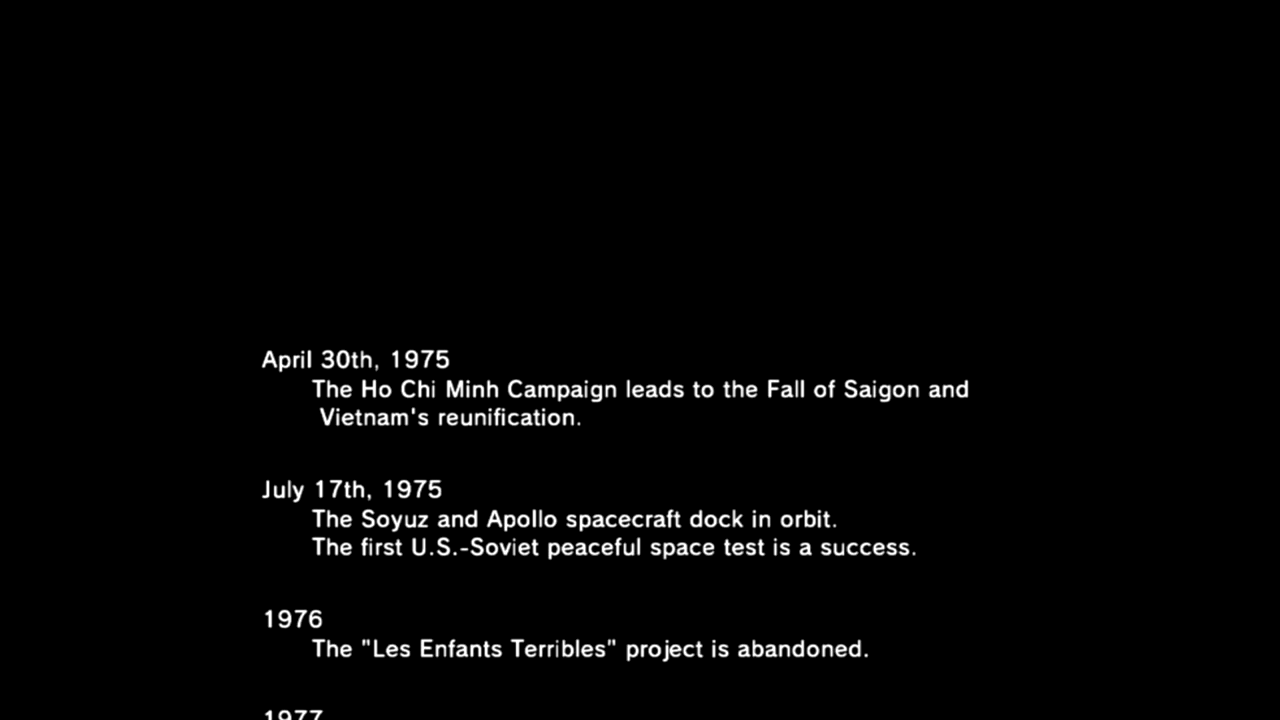 April 30th, 1975
The Ho Chi Minh Campaign leads to the Fall of Saigon and
Vietnam's reunification.
July 17th, 1975
The Soyuz and Apollo spacecraft dock in orbit.
The first U.S.-Soviet peaceful space test is a success.
1976
The "Les Enfants Terribles" project is abandoned.
1977